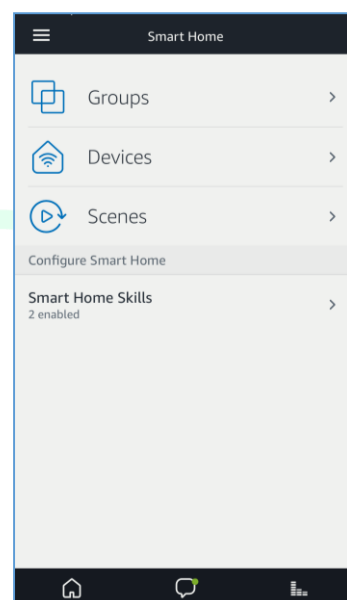 Smart Home
Groups
Devices
Scenes
Configure Smart Home
Smart Home Skills
2 enabled